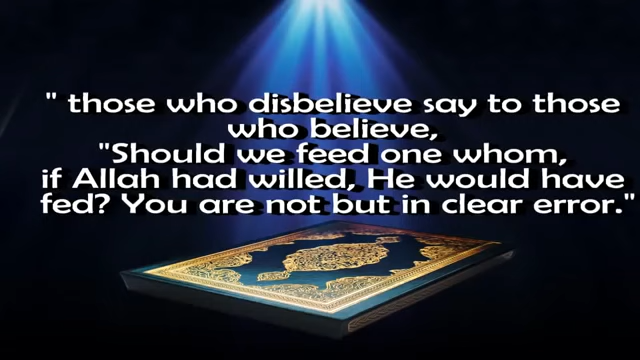 " those who disbelieve say to those
who believe,
"Should we feed one whom,
if Allah had willed, He would have
fed? You are not but in clear error."